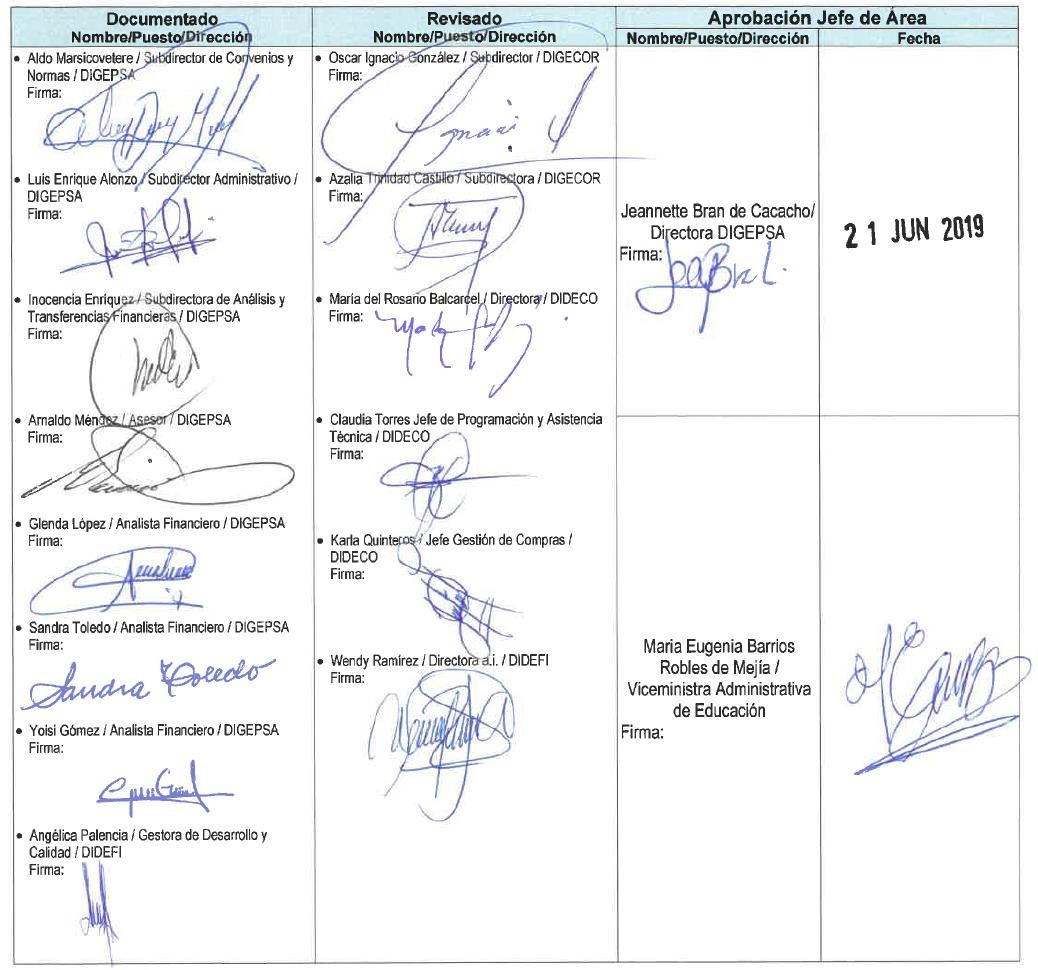 Documentado
Nombre/Puesto/Dirección
• Aldo Marsicovetere / Subdirector de Convenios y
Normas / DIGEPSA
Firma:
• Luis Enrique Alonzo / Subdirector Administrativo /
DIGEPSA
Firma:
• Inocencia Enríquez / Subdirectora de Análisis y
Transferencias Financieras / DIGEPSA
Firma:
• Arnaldo Méndez / Asesor / DIGEPSA
Firma:
• Glenda López / Analista Financiero / DIGEPSA
Firma:
• Sandra Toledo / Analista Financiero / DIGEPSA
Firma:
Sandra Toledo
• Yoisi Gómez / Analista Financiero / DIGEPSA
Firma:
• Angélica Palencia / Gestora de Desarrollo y
Calidad / DIDEFI
Firma:
Revisado
Nombre/Puesto/Dirección
• Oscar Ignacio González / Subdirector / DIGECOR
Firma:
• Azalia Trinidad Castillo / Subdirectora / DIGECOR
Firma:
• María del Rosario Balcarcel / Directora / DIDECO
Firma:
• Claudia Torres Jefe de Programación y Asistencia
Técnica / DIDECO
Firma:
• Karla Quinteros / Jefe Gestión de Compras /
DIDECO
Firma:
• Wendy Ramírez / Directora a.i. / DIDEFI
Firma:
Aprobación Jefe de Área
Nombre/Puesto/Dirección
Fecha
Jeannette Bran de Cacacho/
Directora DIGEPSA
Firma:
21 JUN 2019
Maria Eugenia Barrios
Robles de Mejía /
Viceministra Administrativa
de Educación
Firma: